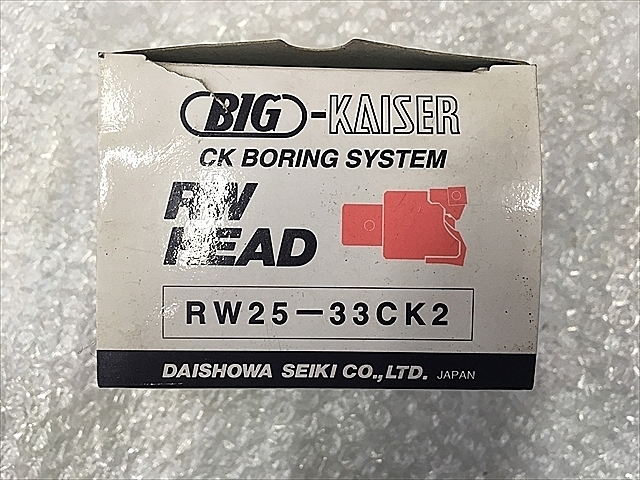 BIG-KAISER
CK BORING SYSTEM
RW
HEAD
RW25-33CK2
DAISHOWA SEIKI CO.,LTD. JAPAN